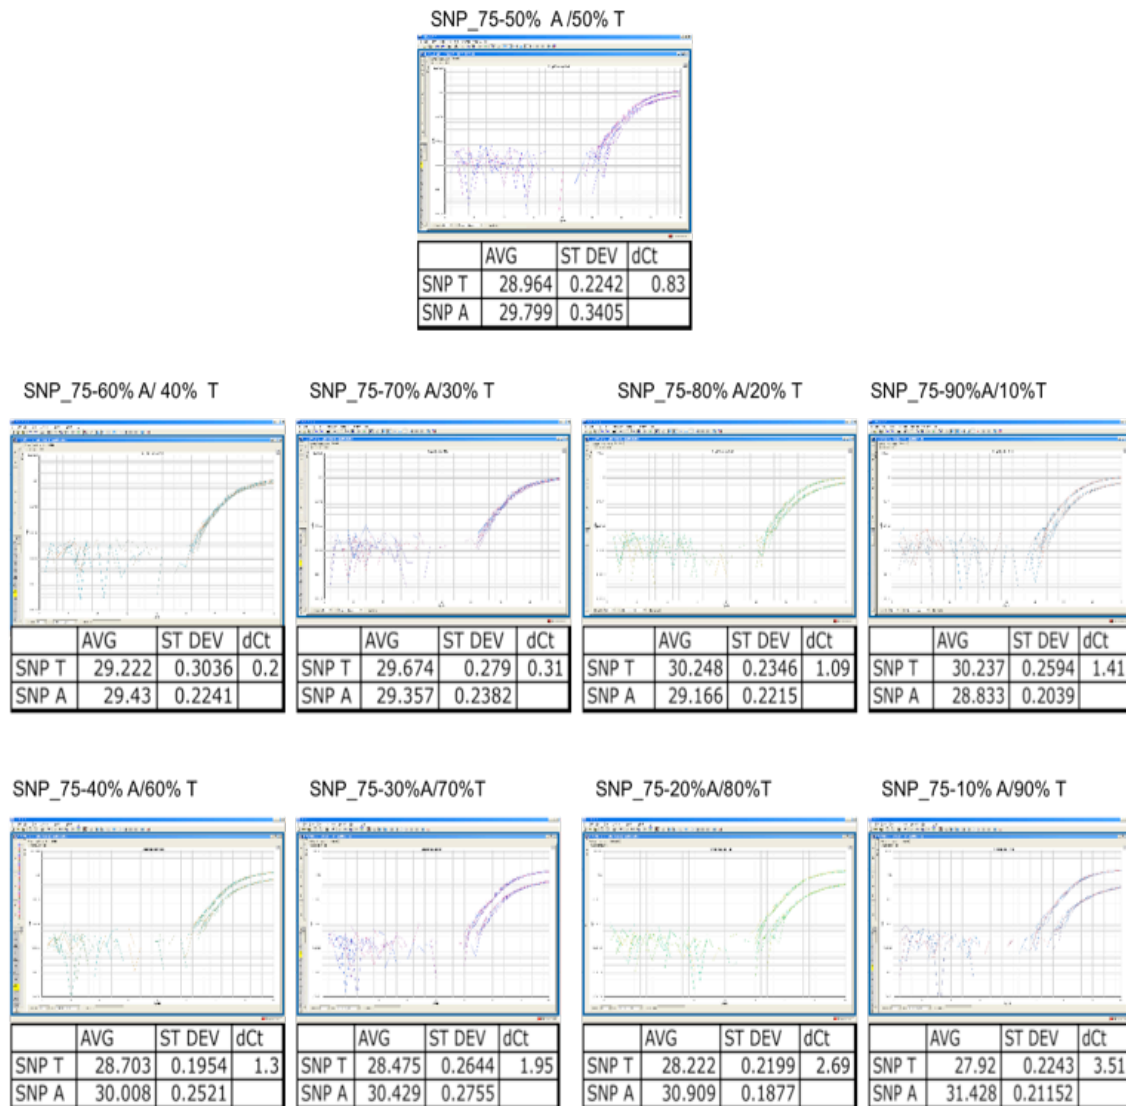 SNP_75-50% A /50% T
AVG ST DEV dCt
SNP T 28.964 0.2242 0.83
SNP A 29.799 0.3405
SNP_75-60% A/ 40% T
SNP_75-70% A/30% T
SNP_75-80% A/20% T
SNP_75-90%A/10%T
AVG ST DEV dCt
SNP T 29.222 0.3036 0.2
SNP A 29.43 0.2241
AVG ST DEV dCt
SNP T 29.674 0.279 0.31
SNP A 29.357 0.2382
AVG ST DEV dCt
SNP T 30.248 0.2346 1.09
SNP A 29.166 0.2215
AVG ST DEV dCt
SNP T 30.237 0.2594 1.41
SNP A 28.833 0.2039
SNP_75-40% A/60% T
SNP_75-30%A/70%T
SNP_75-20%A/80%T
SNP_75-10% A/90% T
AVG ST DEV dCt
SNP T 28.703 0.1954 1.3
SNP A 30.008 0.2521
AVG ST DEV dCt
SNP T 28.475 0.2644 1.95
SNP A 30.429 0.2755
AVG ST DEV dCt
SNP T 28.222 0.2199 2.69
SNP A 30.909 0.1877
AVG ST DEV dCt
SNP T 27.92 0.2243 3.51
SNP A 31.428 0.21152